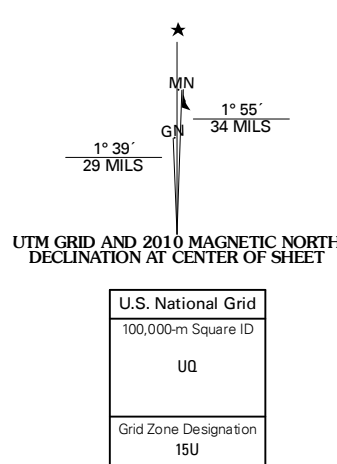 MN
1° 55´
34 MILS
GN
1° 39´
29 MILS
UTM GRID AND 2010 MAGNETIC NORTH
DECLINATION AT CENTER OF SHEET
U.S. National Grid
100,000-m Square ID
UQ
Grid Zone Designation
15U